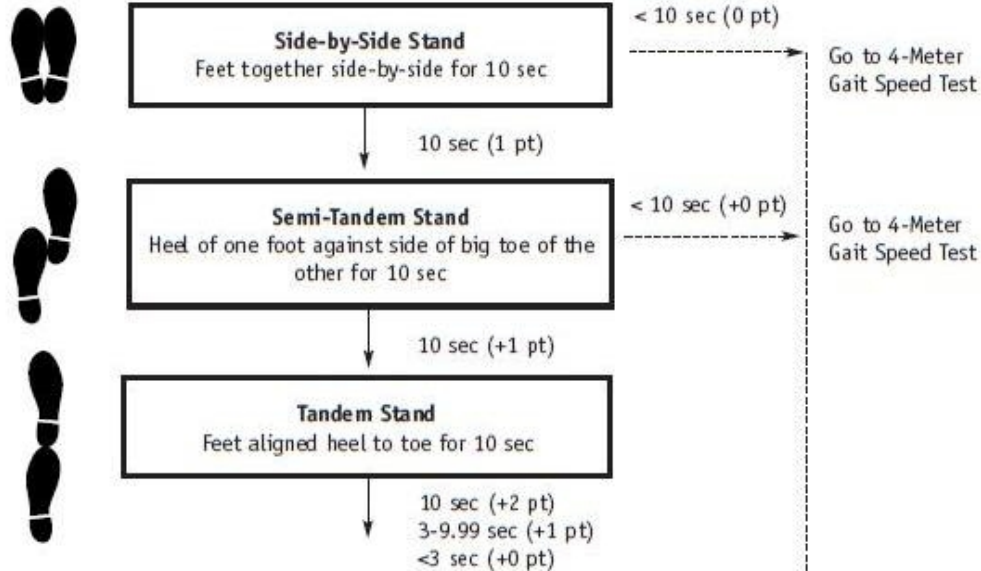 < 10 sec (0 pt)
Side-by-Side Stand
Feet together side-by-side for 10 sec
Go to 4-Meter
Gait Speed Test
10 sec (1 pt)
< 10 sec (+0 pt)
Semi-Tandem Stand
Heel of one foot against side of big toe of the
other for 10 sec
Go to 4-Meter
Gait Speed Test
10 sec (+1 pt)
Tandem Stand
Feet aligned heel to toe for 10 sec
10 sec (+2 pt)
3-9.99 sec (+1 pt)
<3 sec (+0 pt)